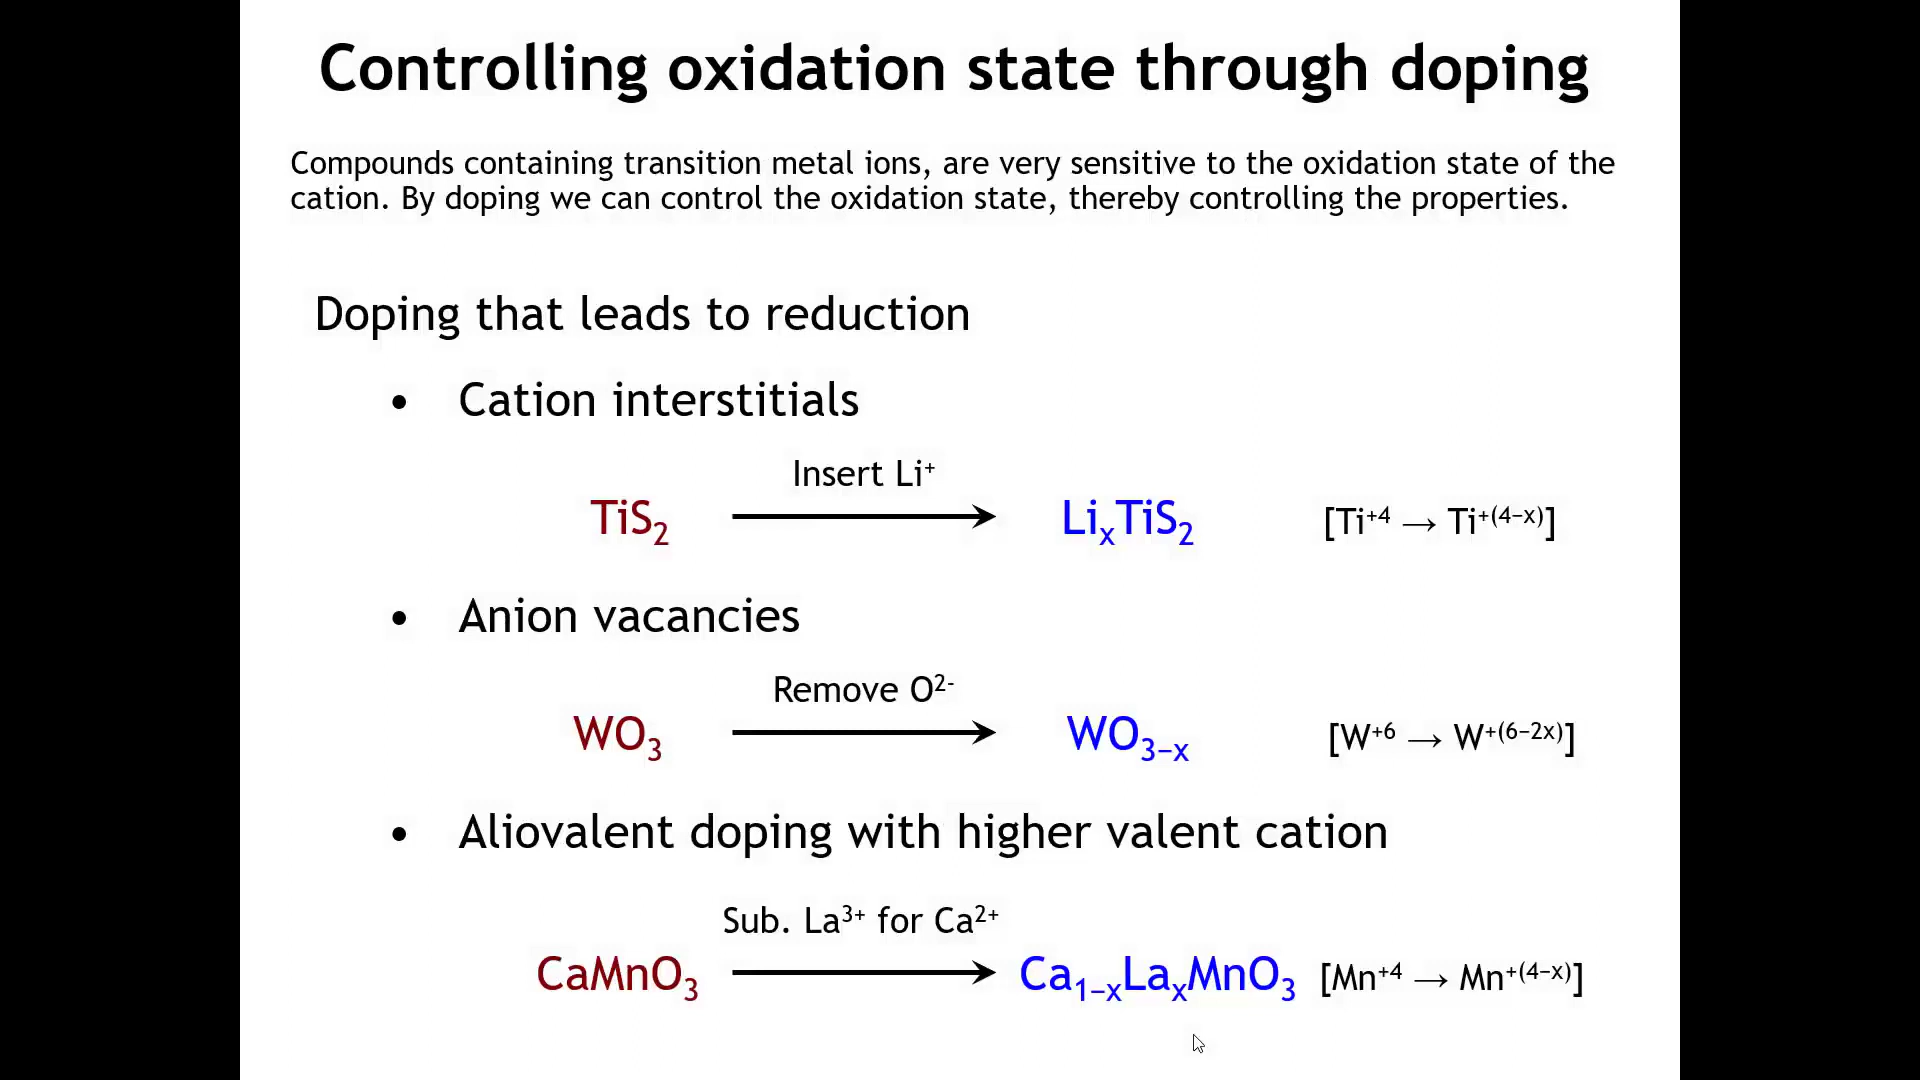 Controlling oxidation state through doping
Compounds containing transition metal ions, are very sensitive to the oxidation state of the
cation. By doping we can control the oxidation state, thereby controlling the properties.
Doping that leads to reduction
• Cation interstitials
Insert Li⁺
TiS₂ → LiₓTiS₂ [Ti⁺⁴ → Ti⁺⁽⁴⁻ˣ⁾]
• Anion vacancies
Remove O²⁻
WO₃ → WO₃₋ₓ [W⁺⁶ → W⁺⁽⁶⁻²ˣ⁾]
• Aliovalent doping with higher valent cation
Sub. La³⁺ for Ca²⁺
CaMnO₃ → Ca₁₋ₓLaₓMnO₃ [Mn⁺⁴ → Mn⁺⁽⁴⁻ˣ⁾]